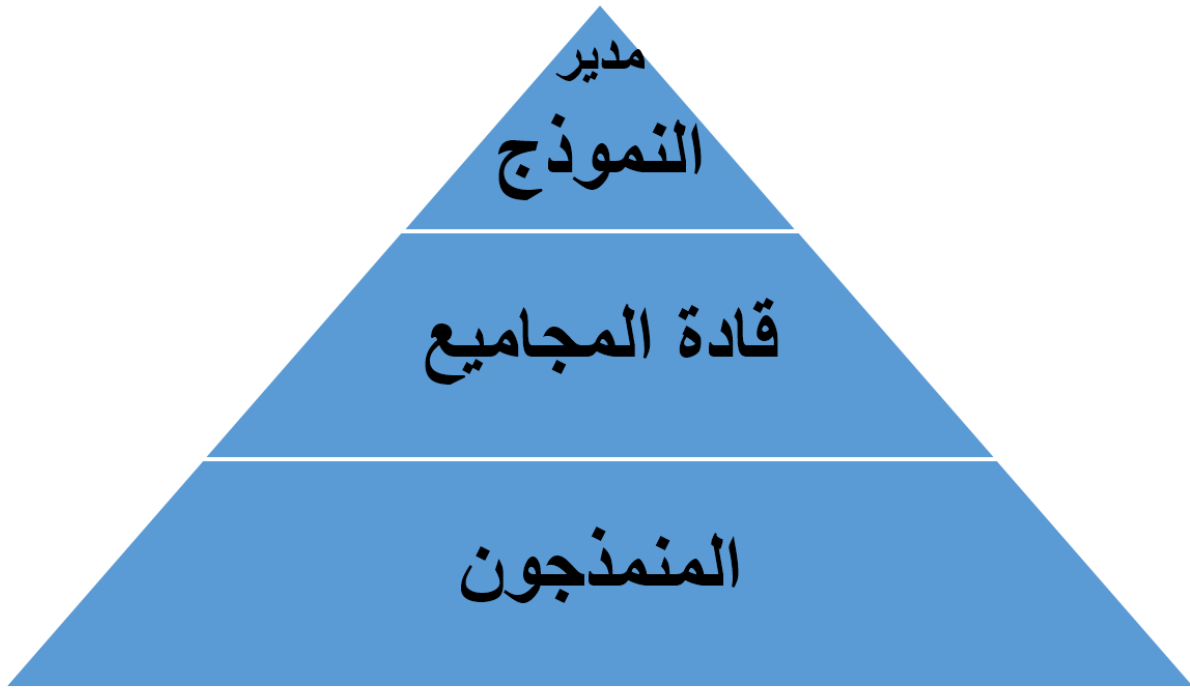 مدير
النموذج
قادة المجاميع
المنمذجون